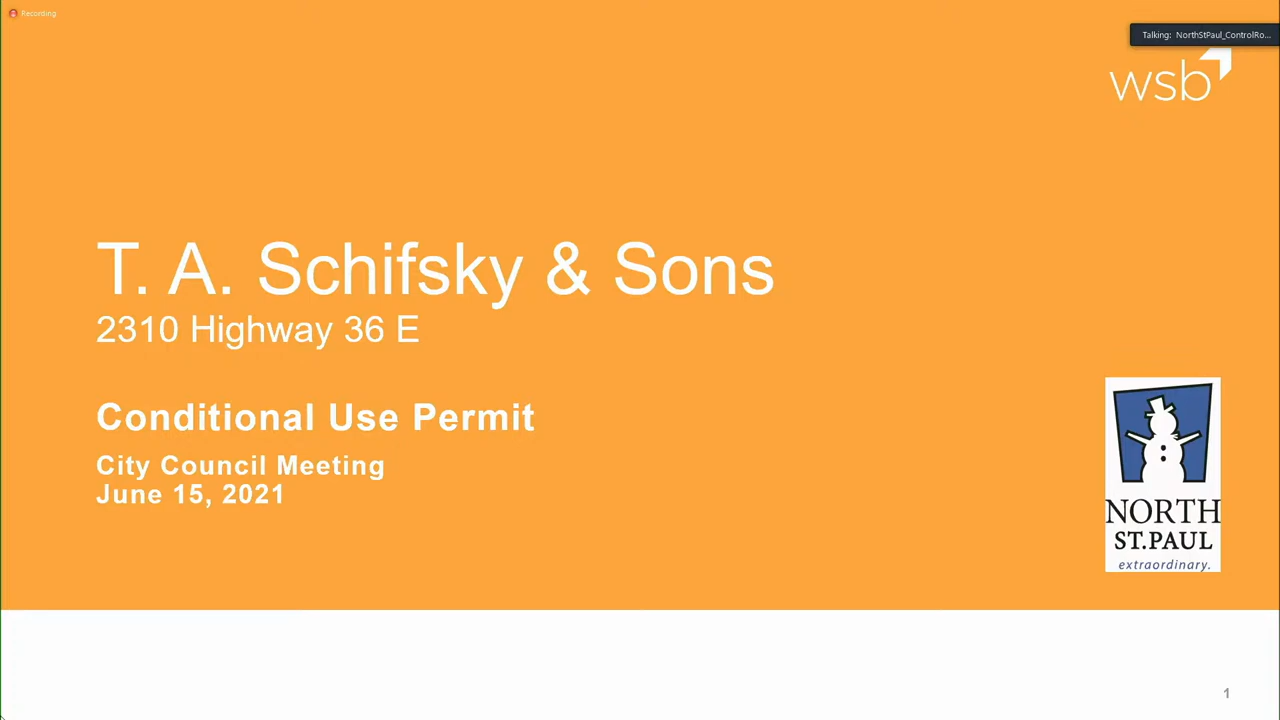 Recording
Talking: NorthStPaul_ControlRo...
wsb
T. A. Schifsky & Sons
2310 Highway 36 E
Conditional Use Permit
City Council Meeting
June 15, 2021
NORTH
ST.PAUL
extraordinary.
1